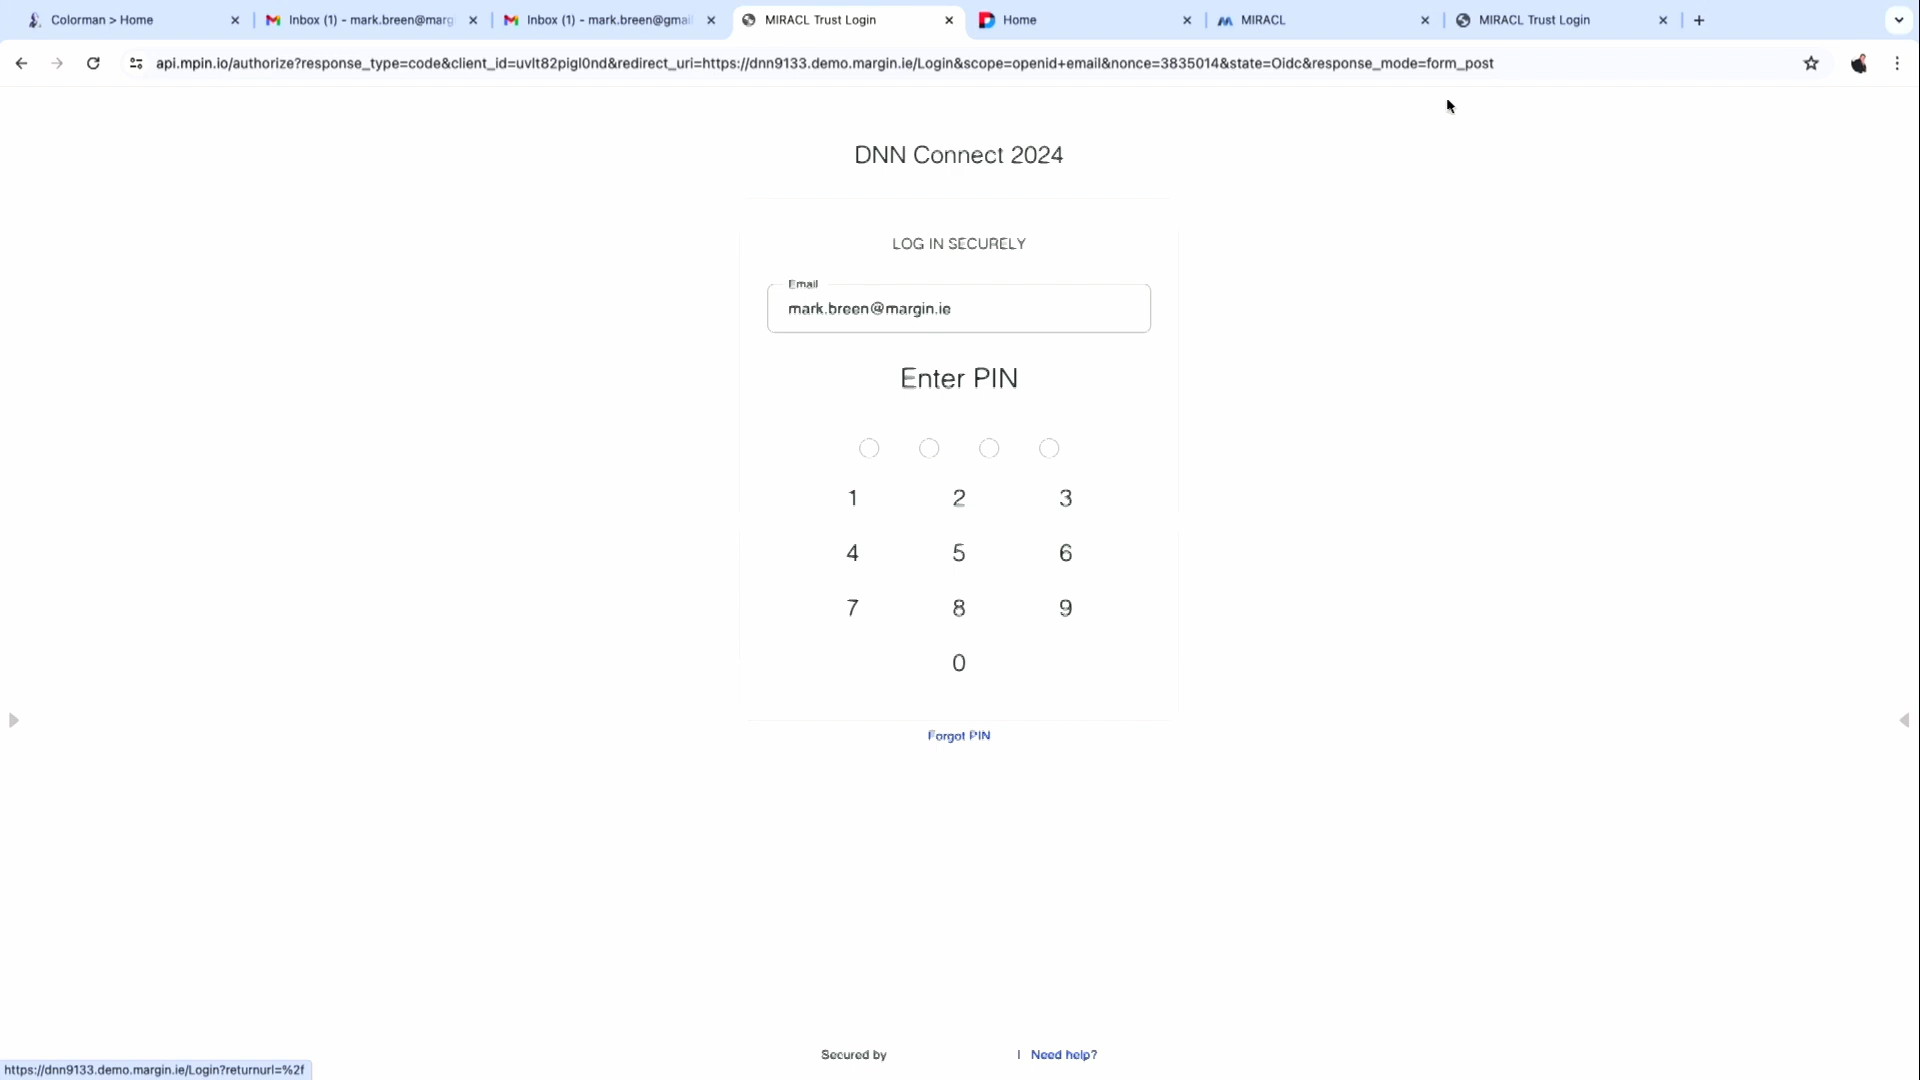 Colorman > Home
Inbox (1) - mark.breen@marg
Inbox (1) - mark.breen@gmai
MIRACL Trust Login
Home
MIRACL
MIRACL Trust Login
api.mpin.io/authorize?response_type=code&client_id=uvlt82pigl0nd&redirect_uri=https://dnn9133.demo.margin.ie/Login&scope=openid+email&nonce=3835014&state=Oidc&response_mode=form_post
DNN Connect 2024
LOG IN SECURELY
Email
mark.breen@margin.ie
Enter PIN
1 2 3
4 5 6
7 8 9
0
Forgot PIN
Secured by | Need help?
https://dnn9133.demo.margin.ie/Login?returnurl=%2f